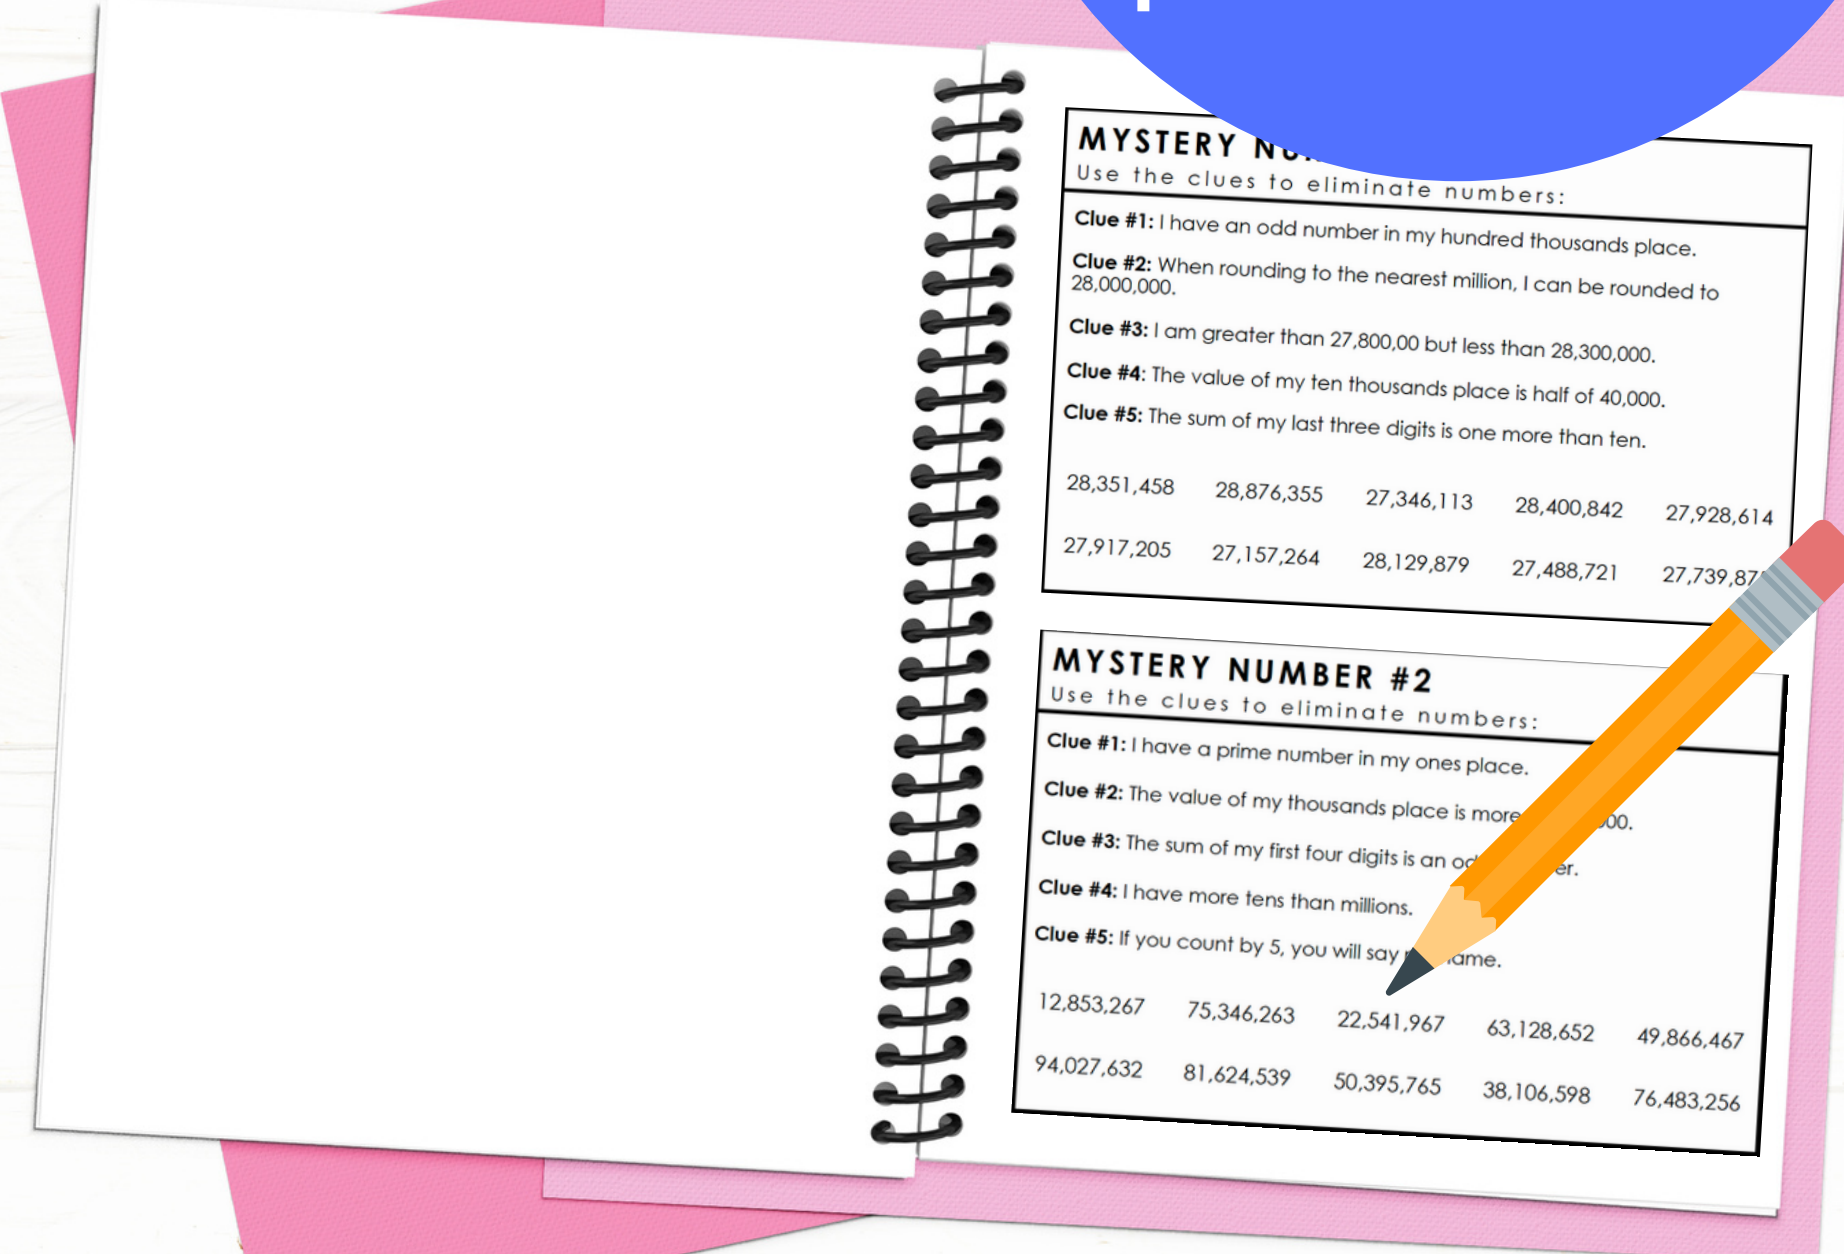 MYSTERY
Use the clues to eliminate numbers:
Clue #1: I have an odd number in my hundred thousands place.
Clue #2: When rounding to the nearest million, I can be rounded to
28,000,000.
Clue #3: I am greater than 27,800,00 but less than 28,300,000.
Clue #4: The value of my ten thousands place is half of 40,000.
Clue #5: The sum of my last three digits is one more than ten.
28,351,458 28,876,355 27,346,113 28,400,842 27,928,614
27,917,205 27,157,264 28,129,879 27,488,721
MYSTERY NUMBER #2
Use the clues to eliminate numbers:
Clue #1: I have a prime number in my ones place.
Clue #2: The value of my thousands place is more
Clue #3: The sum of my first four digits is an
Clue #4: I have more tens than millions.
Clue #5: If you count by 5, you will say
12,853,267 75,346,263 22,541,967 63,128,652 49,866,467
94,027,632 81,624,539 50,395,765 38,106,598 76,483,256